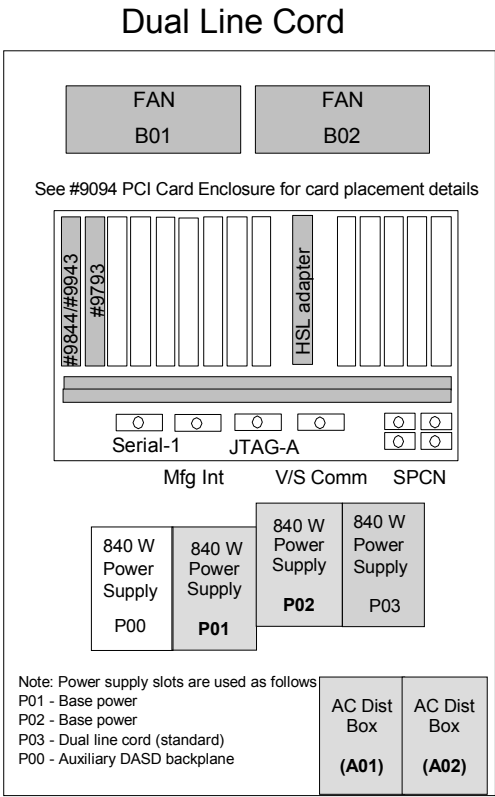 Dual Line Cord
FAN
B01
FAN
B02
See #9094 PCI Card Enclosure for card placement details
#9844/#9943
#9793
HSL adapter
Serial-1
JTAG-A
Mfg Int
V/S Comm
SPCN
840 W
Power
Supply
P00
840 W
Power
Supply
P01
840 W
Power
Supply
P02
840 W
Power
Supply
P03
Note: Power supply slots are used as follows
P01 - Base power
P02 - Base power
P03 - Dual line cord (standard)
P00 - Auxiliary DASD backplane
AC Dist
Box
(A01)
AC Dist
Box
(A02)